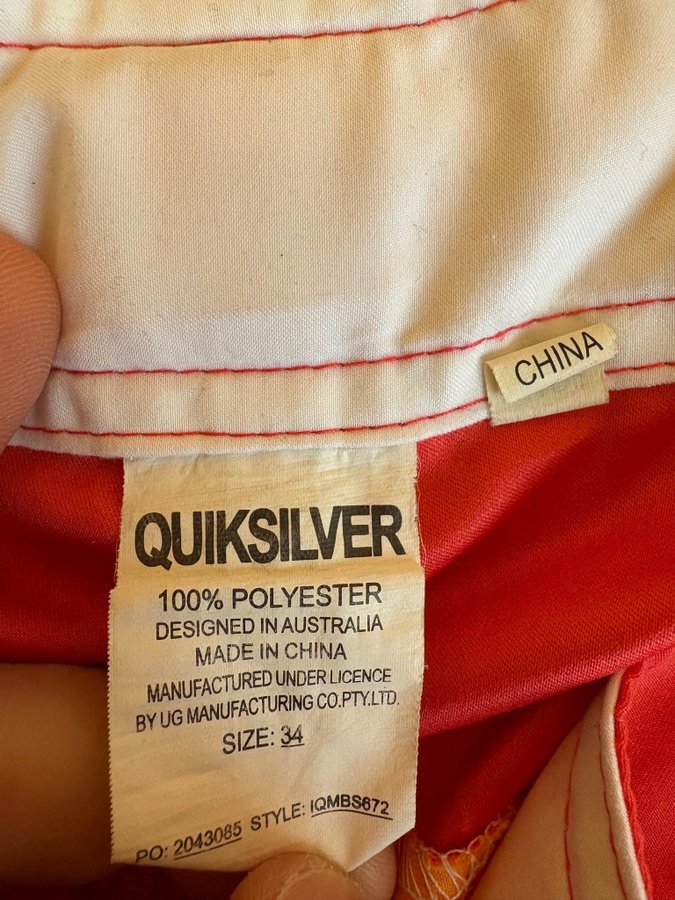 CHINA
QUIKSILVER
100% POLYESTER
DESIGNED IN AUSTRALIA
MADE IN CHINA
MANUFACTURED UNDER LICENCE
BY UG MANUFACTURING CO.PTY.LTD.
SIZE: 34
PO: 2043085 STYLE: IQMBS672